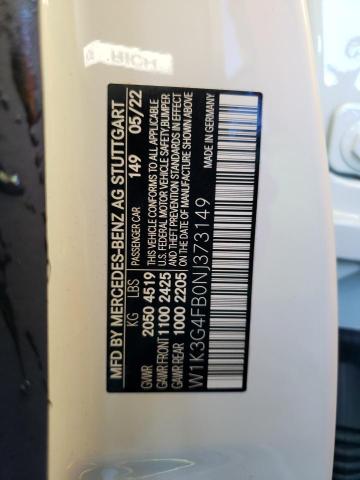 MFD BY MERCEDES-BENZ AG STUTTGART
KG LBS PASSENGER CAR 149 05/22
GVWR 2050 4519 THIS VEHICLE CONFORMS TO ALL APPLICABLE
GAWR FRONT 1100 2425 U.S. FEDERAL MOTOR VEHICLE SAFETY,BUMPER
GAWR REAR 1000 2205 AND THEFT PREVENTION STANDARDS IN EFFECT
ON THE DATE OF MANUFACTURE SHOWN ABOVE
W1K3G4FB0NJ373149 MADE IN GERMANY